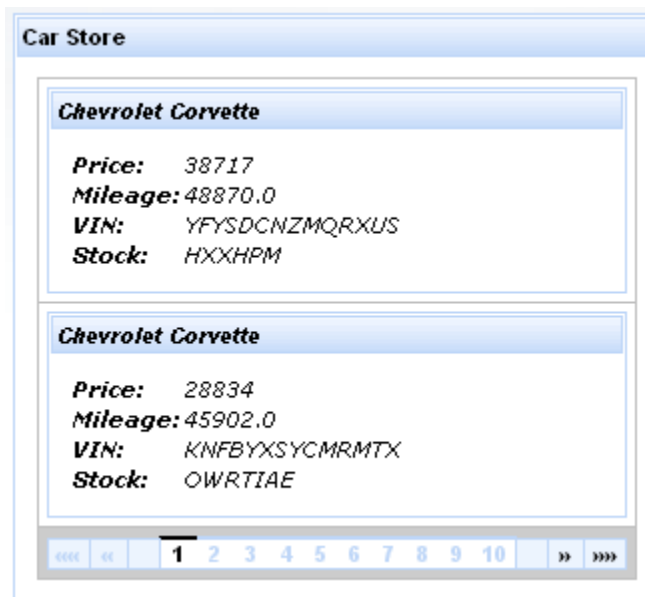 Car Store
Chevrolet Corvette
Price: 38717
Mileage: 48870.0
VIN: YFYSDCNZMQRXUS
Stock: HXXHPM
Chevrolet Corvette
Price: 28834
Mileage: 45902.0
VIN: KNFBYXSYCMRMTX
Stock: OWRTIAE
«« « 1 2 3 4 5 6 7 8 9 10 » »»